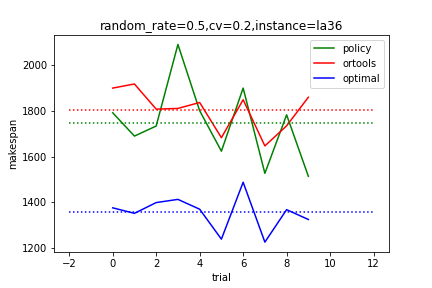 random_rate=0.5,cv=0.2,instance=la36
policy
ortools
optimal
makespan
2000
1800
1600
1400
1200
−2
0
2
4
6
8
10
12
trial